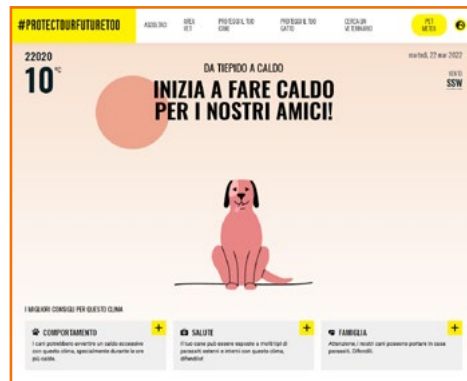 #PROTECTOURFUTURETOO
ASCOLTACI
AREA
VET
PROTEGGI IL TUO
CANE
PROTEGGI IL TUO
GATTO
CERCA UN
VETERINARIO
PET
METEO
22020
10°C
martedì, 22 mar 2022
VENTO
SSW
DA TIEPIDO A CALDO
INIZIA A FARE CALDO
PER I NOSTRI AMICI!
I MIGLIORI CONSIGLI PER QUESTO CLIMA
COMPORTAMENTO
I cani potrebbero avvertire un caldo eccessivo
con questo clima, specialmente durante le ore
più calde.
SALUTE
Il tuo cane può essere esposto a molti tipi di
parassiti esterni e interni con questo clima,
difendilo!
FAMIGLIA
Attenzione, i nostri cani possono portare in casa
parassiti. Difendili.